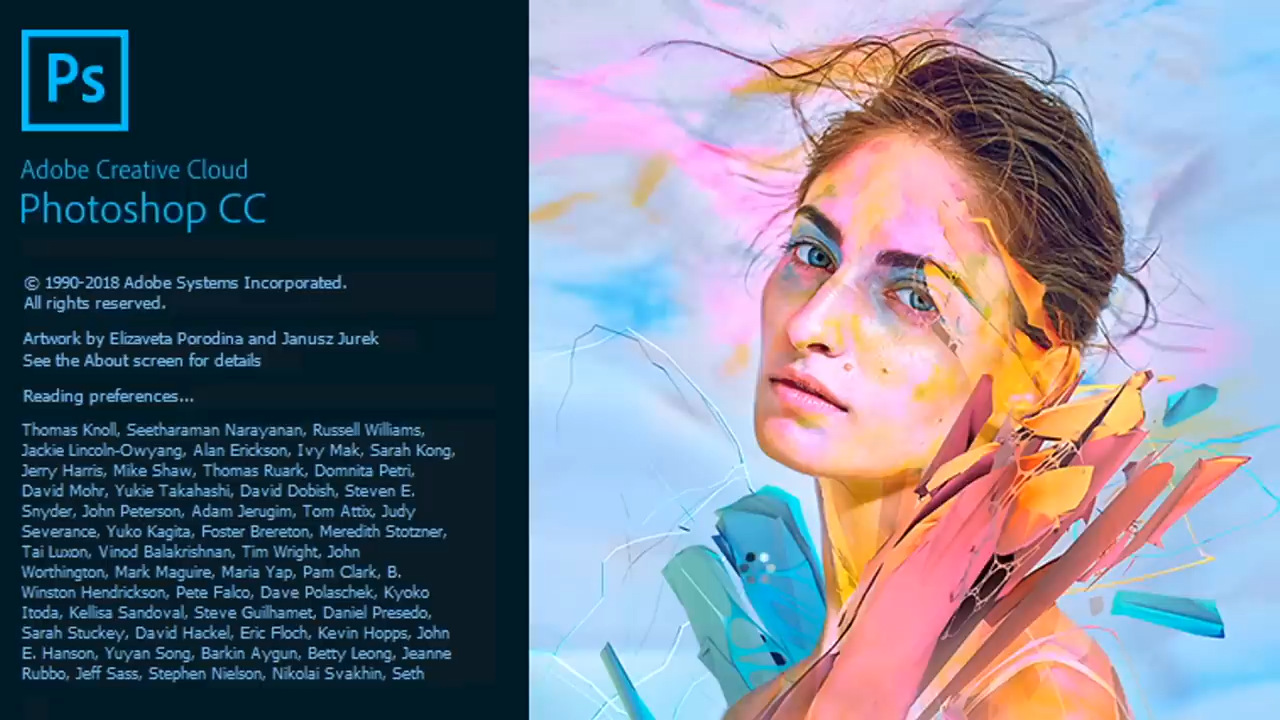 Ps
Adobe Creative Cloud
Photoshop CC
© 1990-2018 Adobe Systems Incorporated.
All rights reserved.
Artwork by Elizaveta Porodina and Janusz Jurek
See the About screen for details
Reading preferences...
Thomas Knoll, Seetharaman Narayanan, Russell Williams,
Jackie Lincoln-Owyang, Alan Erickson, Ivy Mak, Sarah Kong,
Jerry Harris, Mike Shaw, Thomas Ruark, Domnita Petri,
David Mohr, Yukie Takahashi, David Dobish, Steven E.
Snyder, John Peterson, Adam Jerugim, Tom Attix, Judy
Severance, Yuko Kagita, Foster Brereton, Meredith Stotzner,
Tai Luxon, Vinod Balakrishnan, Tim Wright, John
Worthington, Mark Maguire, Maria Yap, Pam Clark, B.
Winston Hendrickson, Pete Falco, Dave Polaschek, Kyoko
Itoda, Kellisa Sandoval, Steve Guilhamet, Daniel Presedo,
Sarah Stuckey, David Hackel, Eric Floch, Kevin Hopps, John
E. Hanson, Yuyan Song, Barkin Aygun, Betty Leong, Jeanne
Rubbo, Jeff Sass, Stephen Nielson, Nikolai Svakhin, Seth